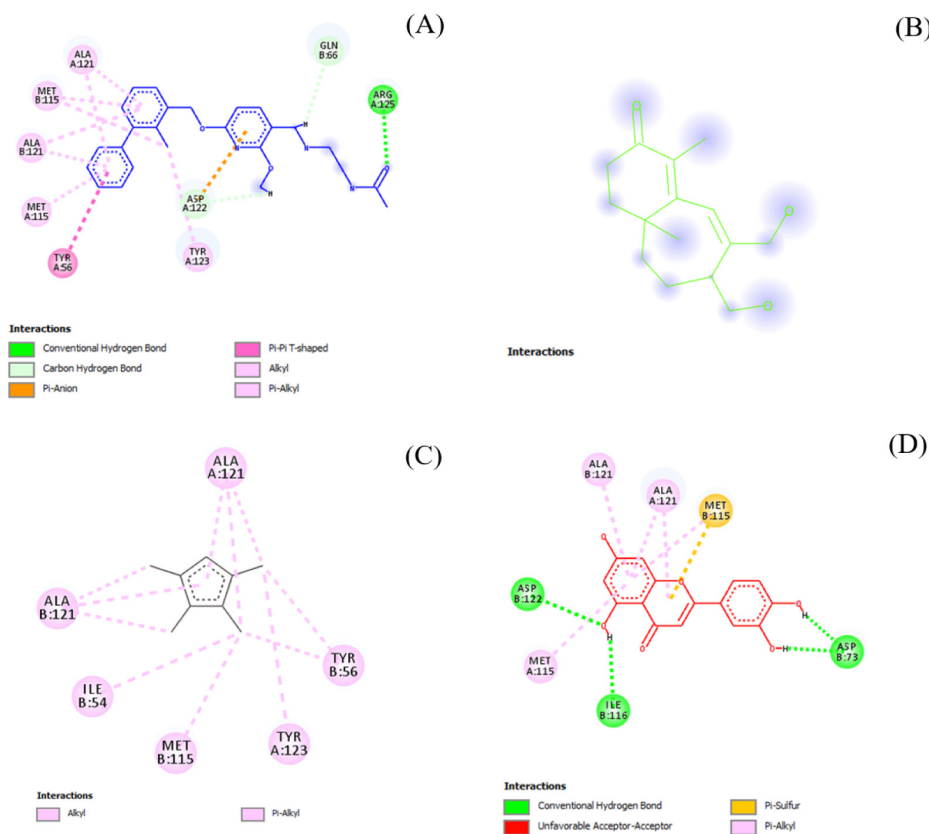 (A)
GLN
B:66
ALA
A:121
MET
B:115
ARG
A:125
ALA
B:121
MET
A:115
ASP
A:122
TYR
A:56
TYR
A:123
O
N
O
H
N
N
O
H
Interactions
Conventional Hydrogen Bond
Carbon Hydrogen Bond
Pi-Anion
Pi-Pi T-shaped
Alkyl
Pi-Alkyl
(B)
O
O
O
Interactions
(C)
ALA
A:121
ALA
B:121
TYR
B:56
ILE
B:54
MET
B:115
TYR
A:123
Interactions
Alkyl
Pi-Alkyl
(D)
ALA
B:121
ALA
A:121
MET
B:115
ASP
B:122
MET
A:115
ILE
B:116
ASP
B:73
O
O
O
H
O
O
H
O
H
Interactions
Conventional Hydrogen Bond
Unfavorable Acceptor-Acceptor
Pi-Sulfur
Pi-Alkyl